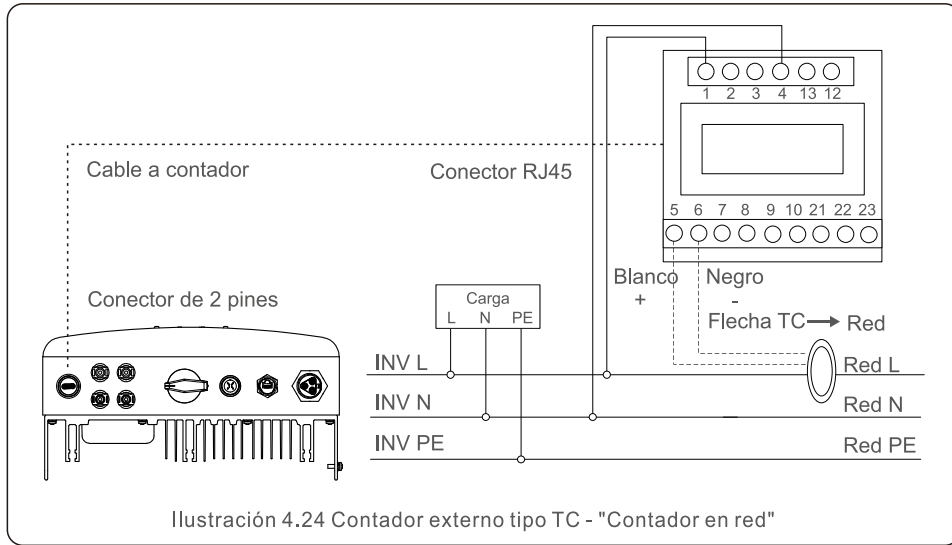 1 2 3 4 13 12
Cable a contador
Conector RJ45
5 6 7 8 9 10 21 22 23
Blanco Negro
+ -
Conector de 2 pines
Carga
L N PE
Flecha TC → Red
INV L
Red L
INV N
Red N
INV PE
Red PE
Ilustración 4.24 Contador externo tipo TC - "Contador en red"